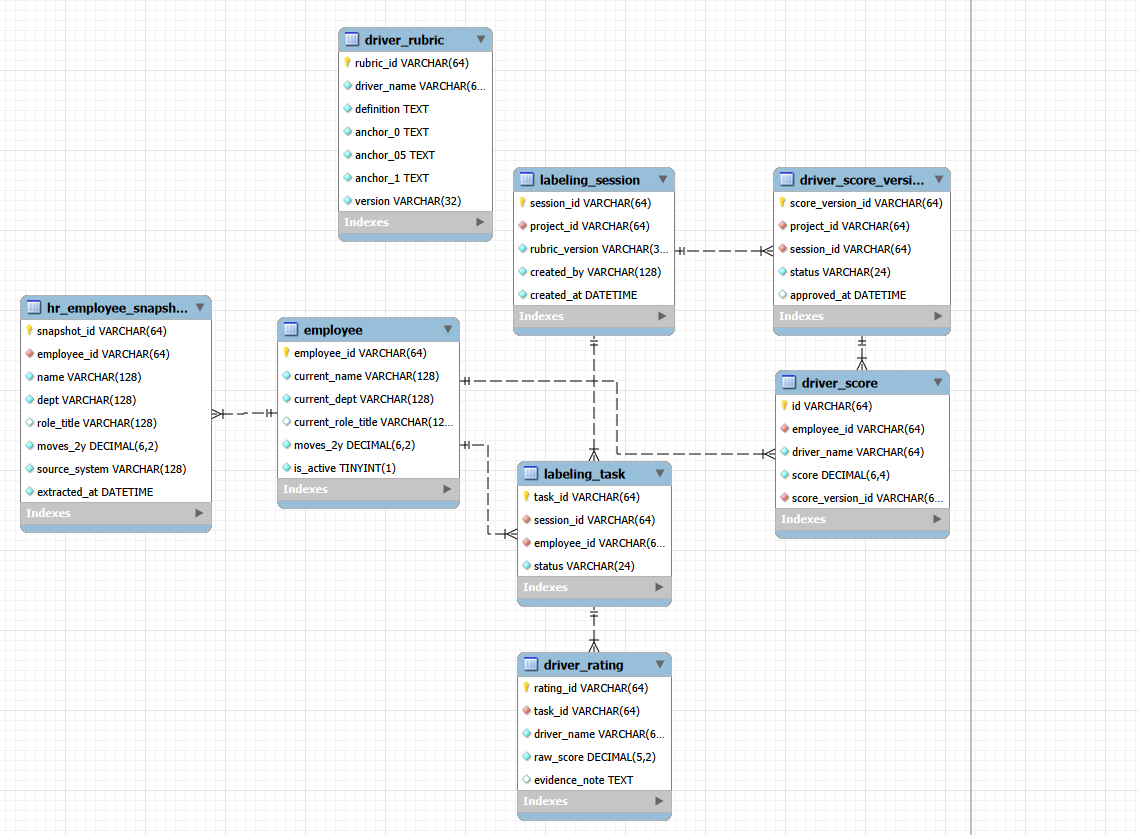 driver_rubric
rubric_id VARCHAR(64)
driver_name VARCHAR(6...
definition TEXT
anchor_0 TEXT
anchor_05 TEXT
anchor_1 TEXT
version VARCHAR(32)
Indexes
labeling_session
session_id VARCHAR(64)
project_id VARCHAR(64)
rubric_version VARCHAR(3...
created_by VARCHAR(128)
created_at DATETIME
Indexes
driver_score_versi...
score_version_id VARCHAR(64)
project_id VARCHAR(64)
session_id VARCHAR(64)
status VARCHAR(24)
approved_at DATETIME
Indexes
hr_employee_snapsh...
snapshot_id VARCHAR(64)
employee_id VARCHAR(64)
name VARCHAR(128)
dept VARCHAR(128)
role_title VARCHAR(128)
moves_2y DECIMAL(6,2)
source_system VARCHAR(128)
extracted_at DATETIME
Indexes
employee
employee_id VARCHAR(64)
current_name VARCHAR(128)
current_dept VARCHAR(128)
current_role_title VARCHAR(12...
moves_2y DECIMAL(6,2)
is_active TINYINT(1)
Indexes
driver_score
id VARCHAR(64)
employee_id VARCHAR(64)
driver_name VARCHAR(64)
score DECIMAL(6,4)
score_version_id VARCHAR(6...
Indexes
labeling_task
task_id VARCHAR(64)
session_id VARCHAR(64)
employee_id VARCHAR(6...
status VARCHAR(24)
Indexes
driver_rating
rating_id VARCHAR(64)
task_id VARCHAR(64)
driver_name VARCHAR(6...
raw_score DECIMAL(5,2)
evidence_note TEXT
Indexes